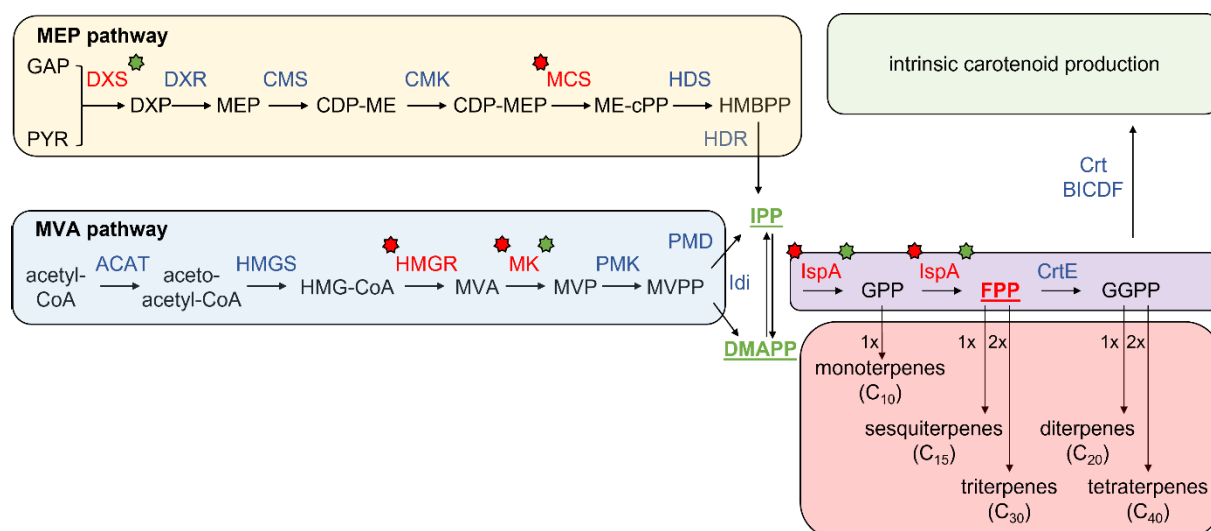 MEP pathway
GAP
DXS DXR CMS CMK MCS HDS
DXP MEP CDP-ME CDP-MEP ME-cPP HMBPP
PYR
HDR
intrinsic carotenoid production
Crt
BICDF
MVA pathway
IPP
PMD
ACAT HMGS HMGR MK PMK
acetyl-
CoA
aceto-
acetyl-CoA
HMG-CoA MVA MVP MVPP
Idi
DMAPP
IspA IspA CrtE
GPP FPP GGPP
1x 1x 2x 1x 2x
monoterpenes
(C10)
sesquiterpenes
(C15)
diterpenes
(C20)
triterpenes
(C30)
tetraterpenes
(C40)